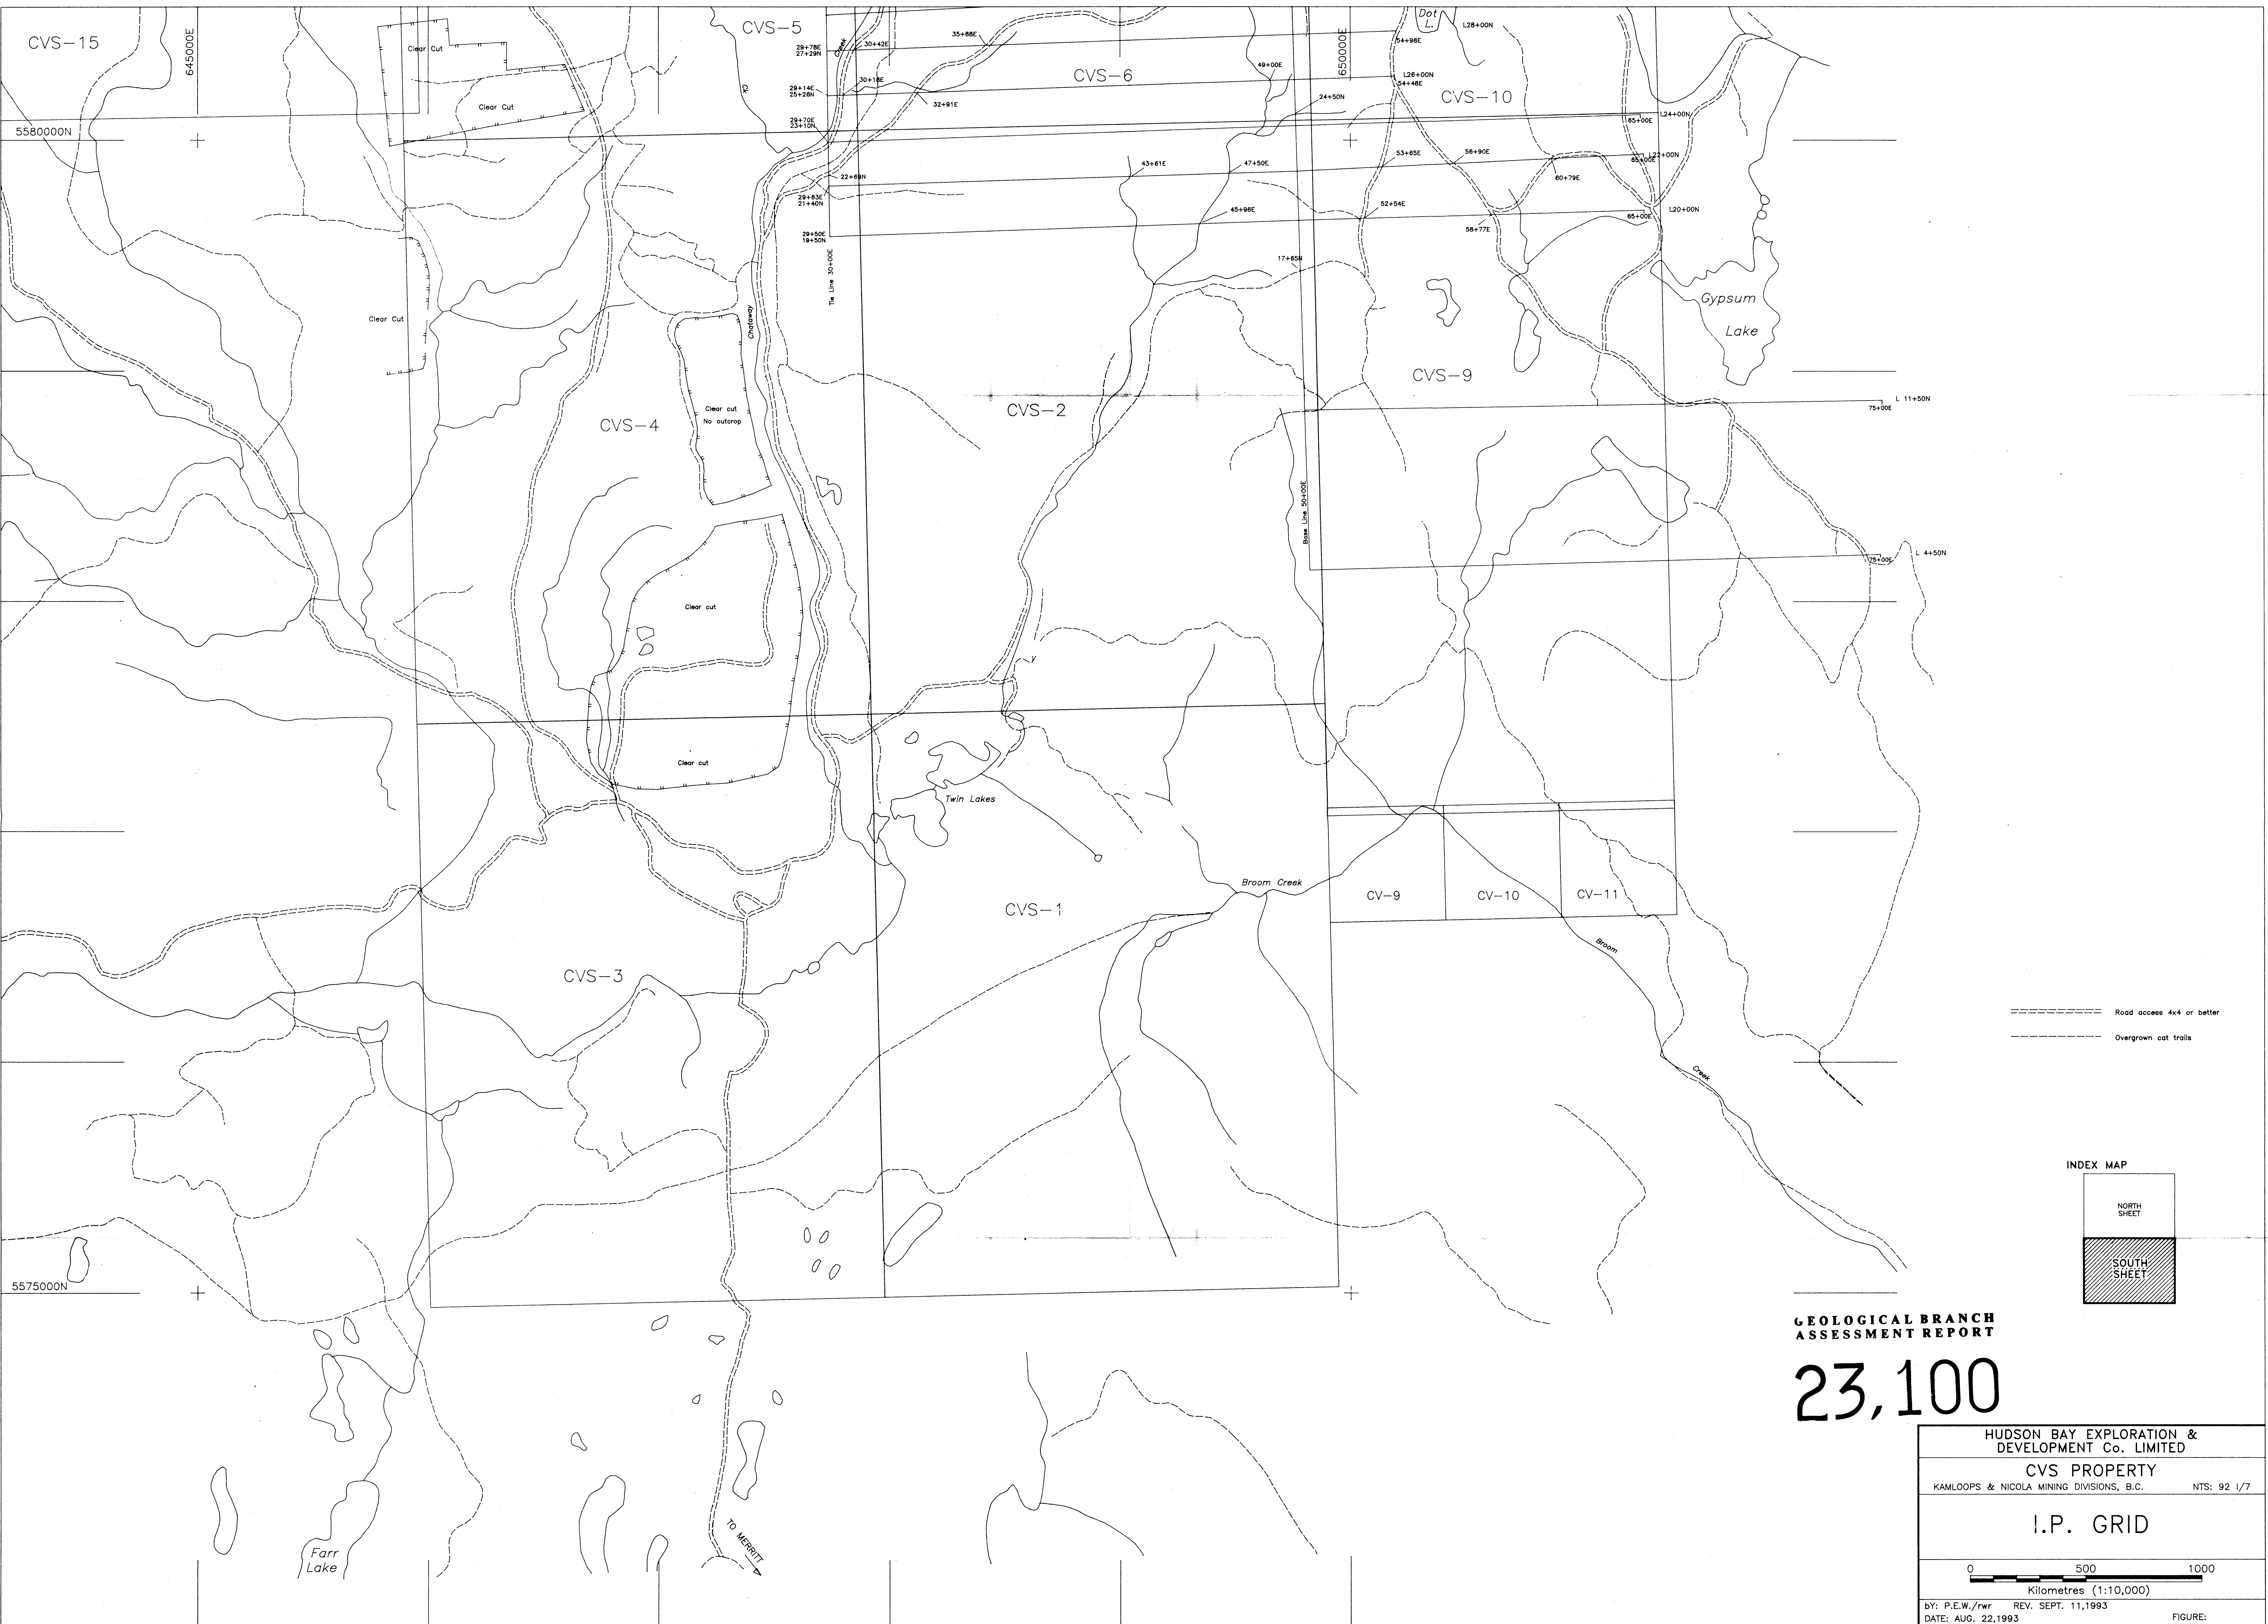 CVS-15
645000E
Clear Cut
Clear Cut
5580000N
Clear Cut
CVS-5
Ck
Creek
29+78E
27+29N
30+42E
35+88E
29+14E
25+26N
30+18E
32+91E
29+70E
23+10N
22+69N
29+63E
21+40N
29+50E
19+50N
Tie Line 30+00E
CVS-6
49+00E
24+50N
650000E
Dot
L.
L28+00N
54+98E
L26+00N
54+48E
CVS-10
L24+00N
65+00E
43+61E
47+50E
53+65E
56+90E
L22+00N
65+00E
60+79E
45+96E
52+54E
L20+00N
65+00E
58+77E
17+65N
Gypsum
Lake
Chataway
CVS-4
Clear cut
No outcrop
CVS-2
CVS-9
L 11+50N
75+00E
Base Line 50+00E
L 4+50N
75+00E
Clear cut
Clear cut
Twin Lakes
Broom Creek
CVS-1
CV-9
CV-10
CV-11
CVS-3
Broom
Creek
Road access 4x4 or better
Overgrown cat trails
INDEX MAP
NORTH
SHEET
SOUTH
SHEET
5575000N
GEOLOGICAL BRANCH
ASSESSMENT REPORT
23,100
Farr
Lake
TO MERRITT
HUDSON BAY EXPLORATION &
DEVELOPMENT Co. LIMITED
CVS PROPERTY
KAMLOOPS & NICOLA MINING DIVISIONS, B.C. NTS: 92 I/7
I.P. GRID
0 500 1000
Kilometres (1:10,000)
bY: P.E.W./rwr REV. SEPT. 11,1993
DATE: AUG. 22,1993 FIGURE: